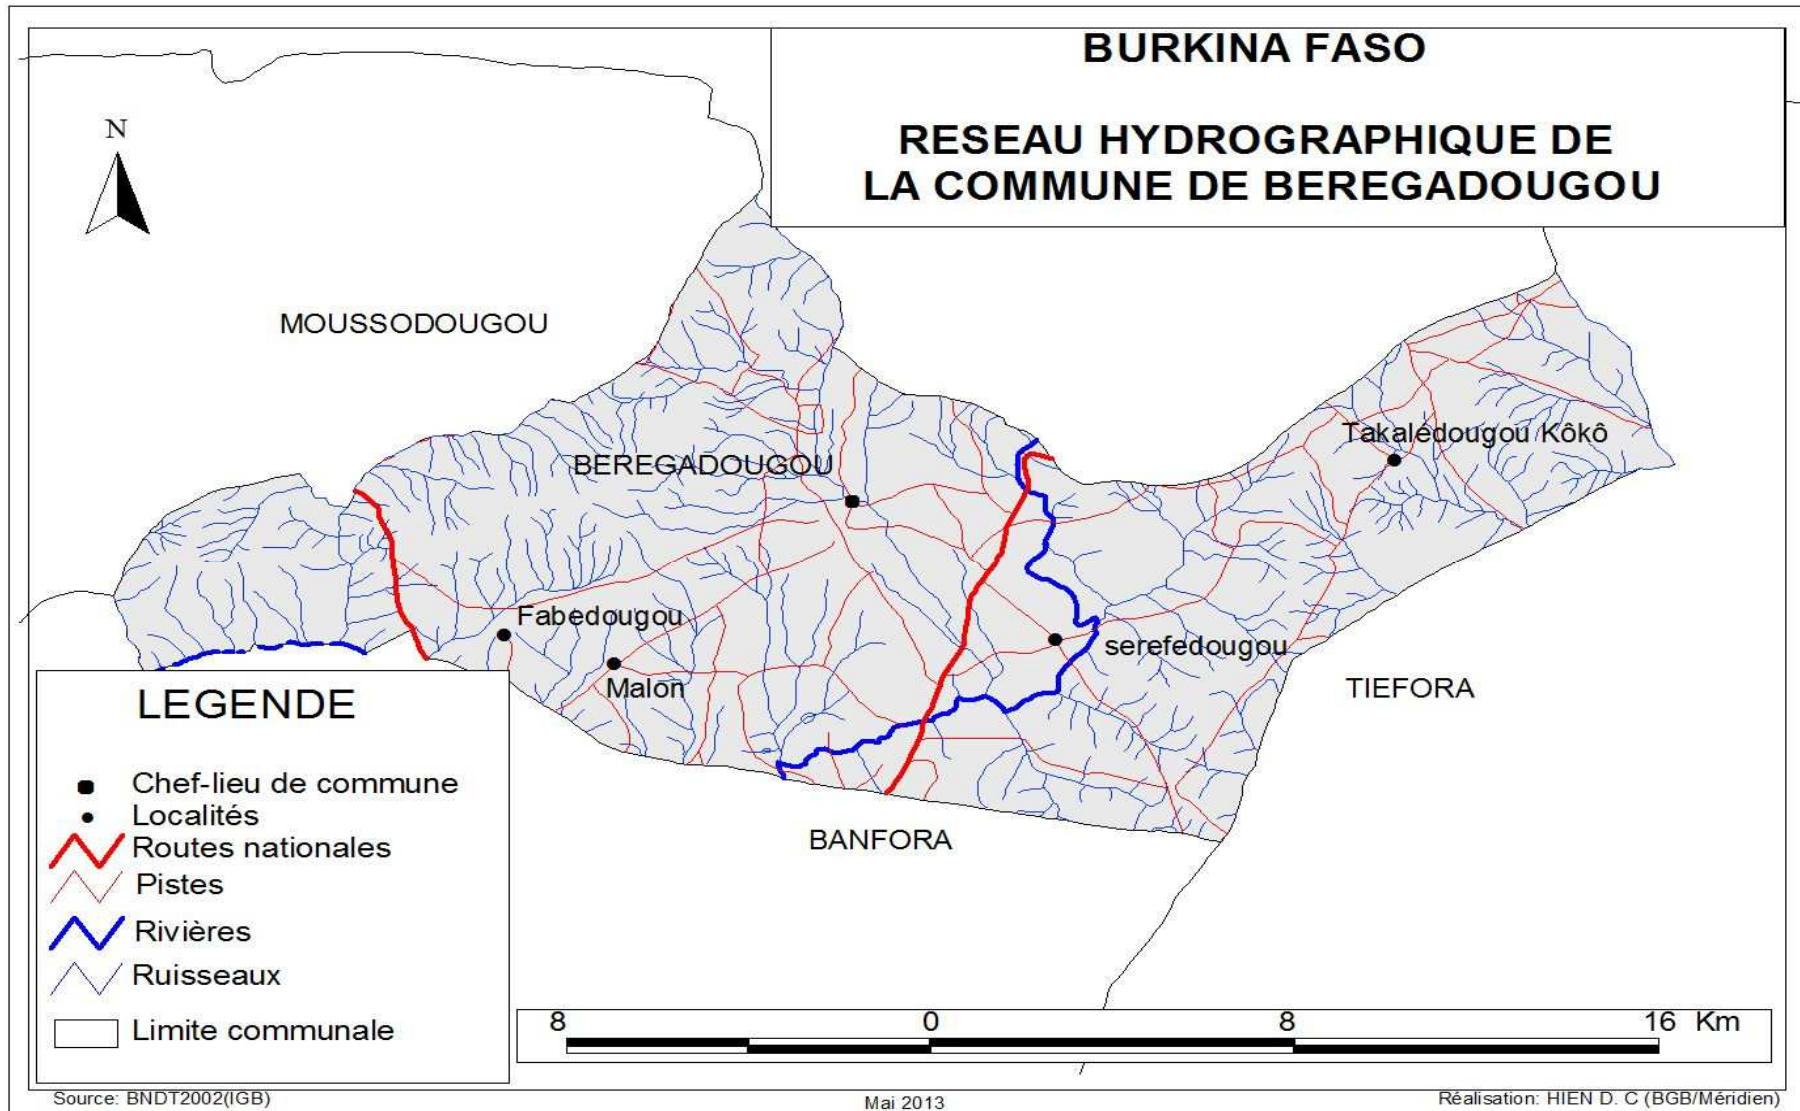 BURKINA FASO
RESEAU HYDROGRAPHIQUE DE
LA COMMUNE DE BEREGADOUGOU
N
MOUSSODOUGOU
Takalédougou Kôkô
BEREGADOUGOU
Fabédougou
serefedougou
Malon
TIEFORA
BANFORA
LEGENDE
Chef-lieu de commune
Localités
Routes nationales
Pistes
Rivières
Ruisseaux
Limite communale
8 0 8 16 Km
Source: BNDT2002(IGB)
Mai 2013
Réalisation: HIEN D. C (BGB/Méridien)